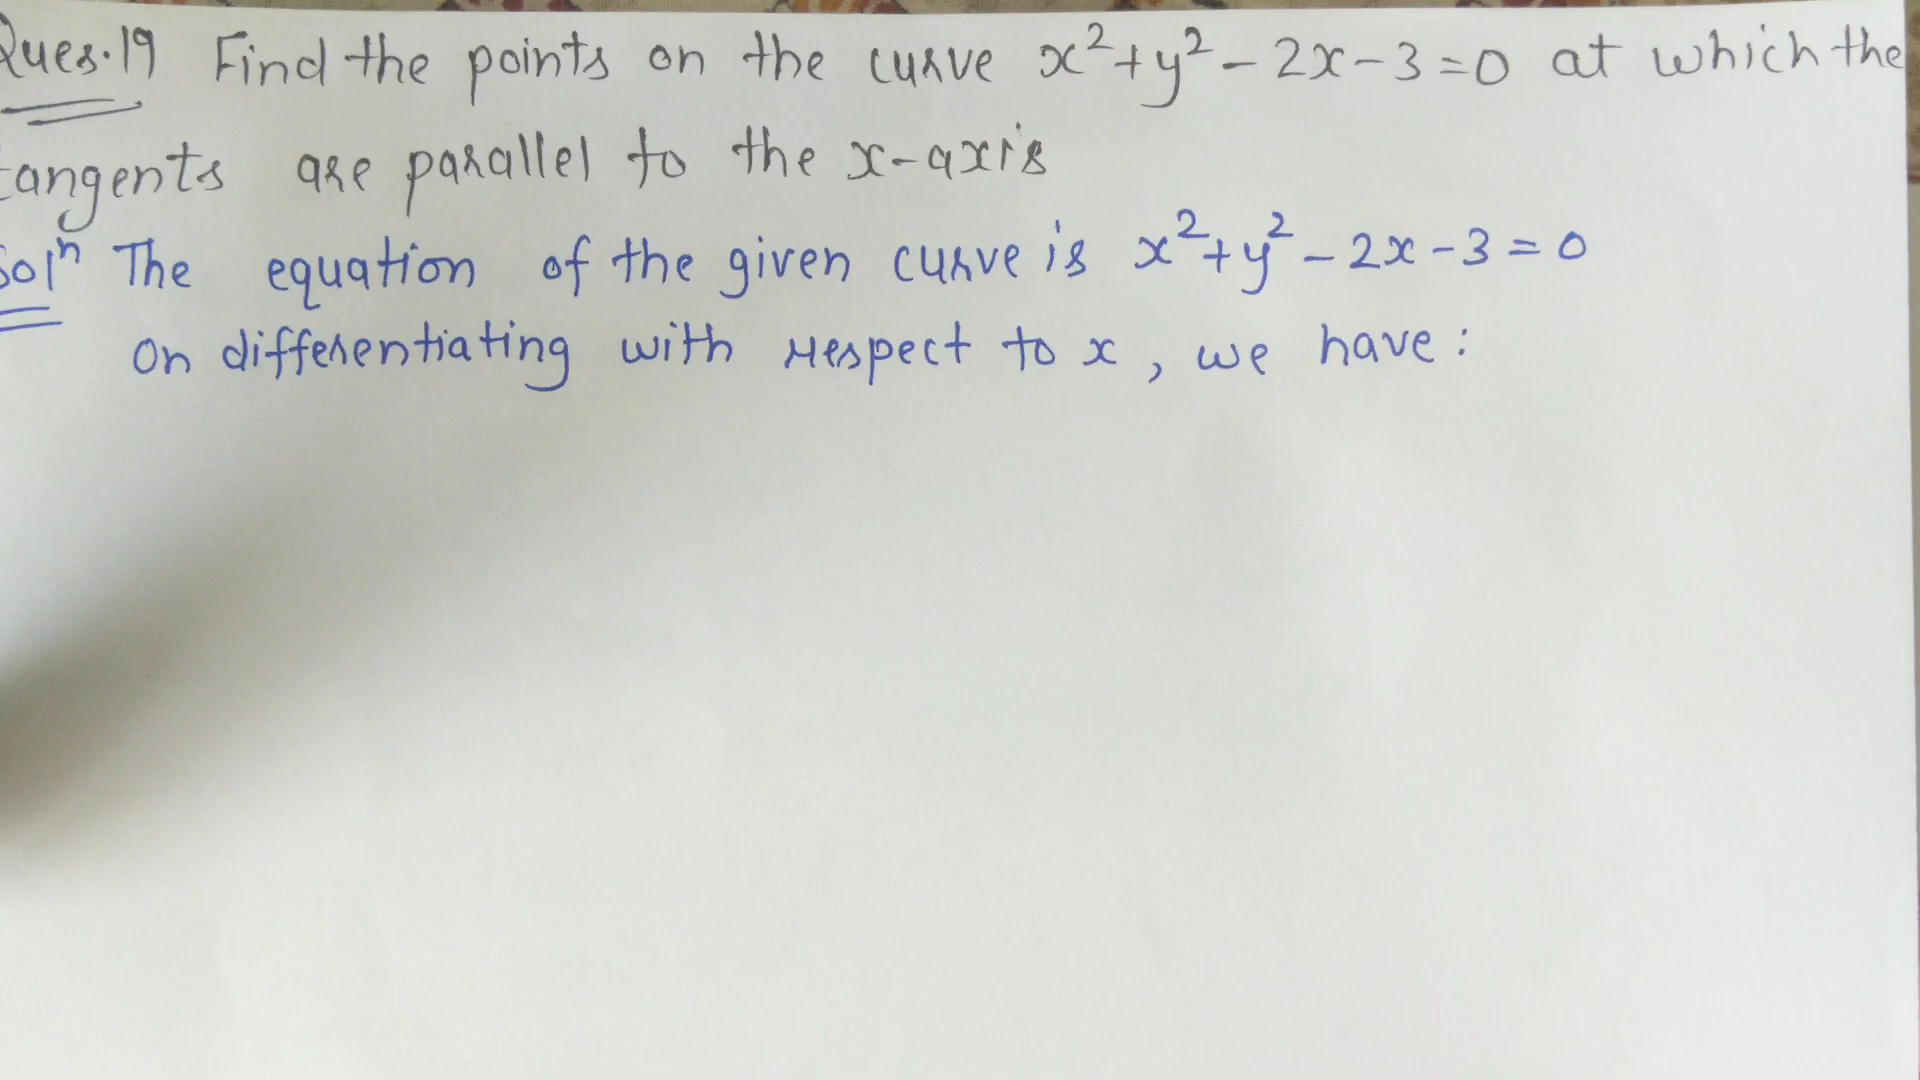 Ques.19 Find the points on the curve x²+y²-2x-3=0 at which the
tangents are parallel to the x-axis
Solⁿ The equation of the given curve is x²+y²-2x-3=0
On differentiating with respect to x, we have: